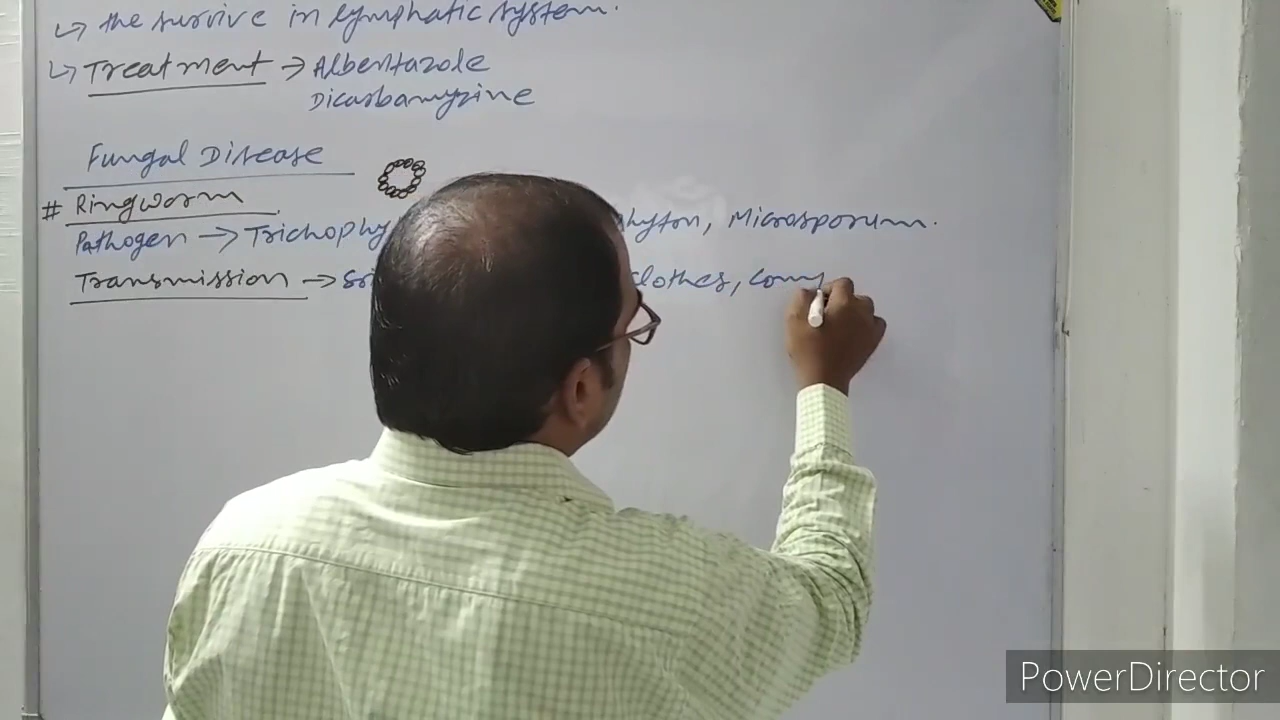 ↳ the survive in lymphatic system.
↳ Treatment → Albentazole
Dicarbamyzine
Fungal Disease
# Ringworm
Pathogen → Trichophy hyton, Microsporum.
Transmission → clothes, Com
PowerDirector